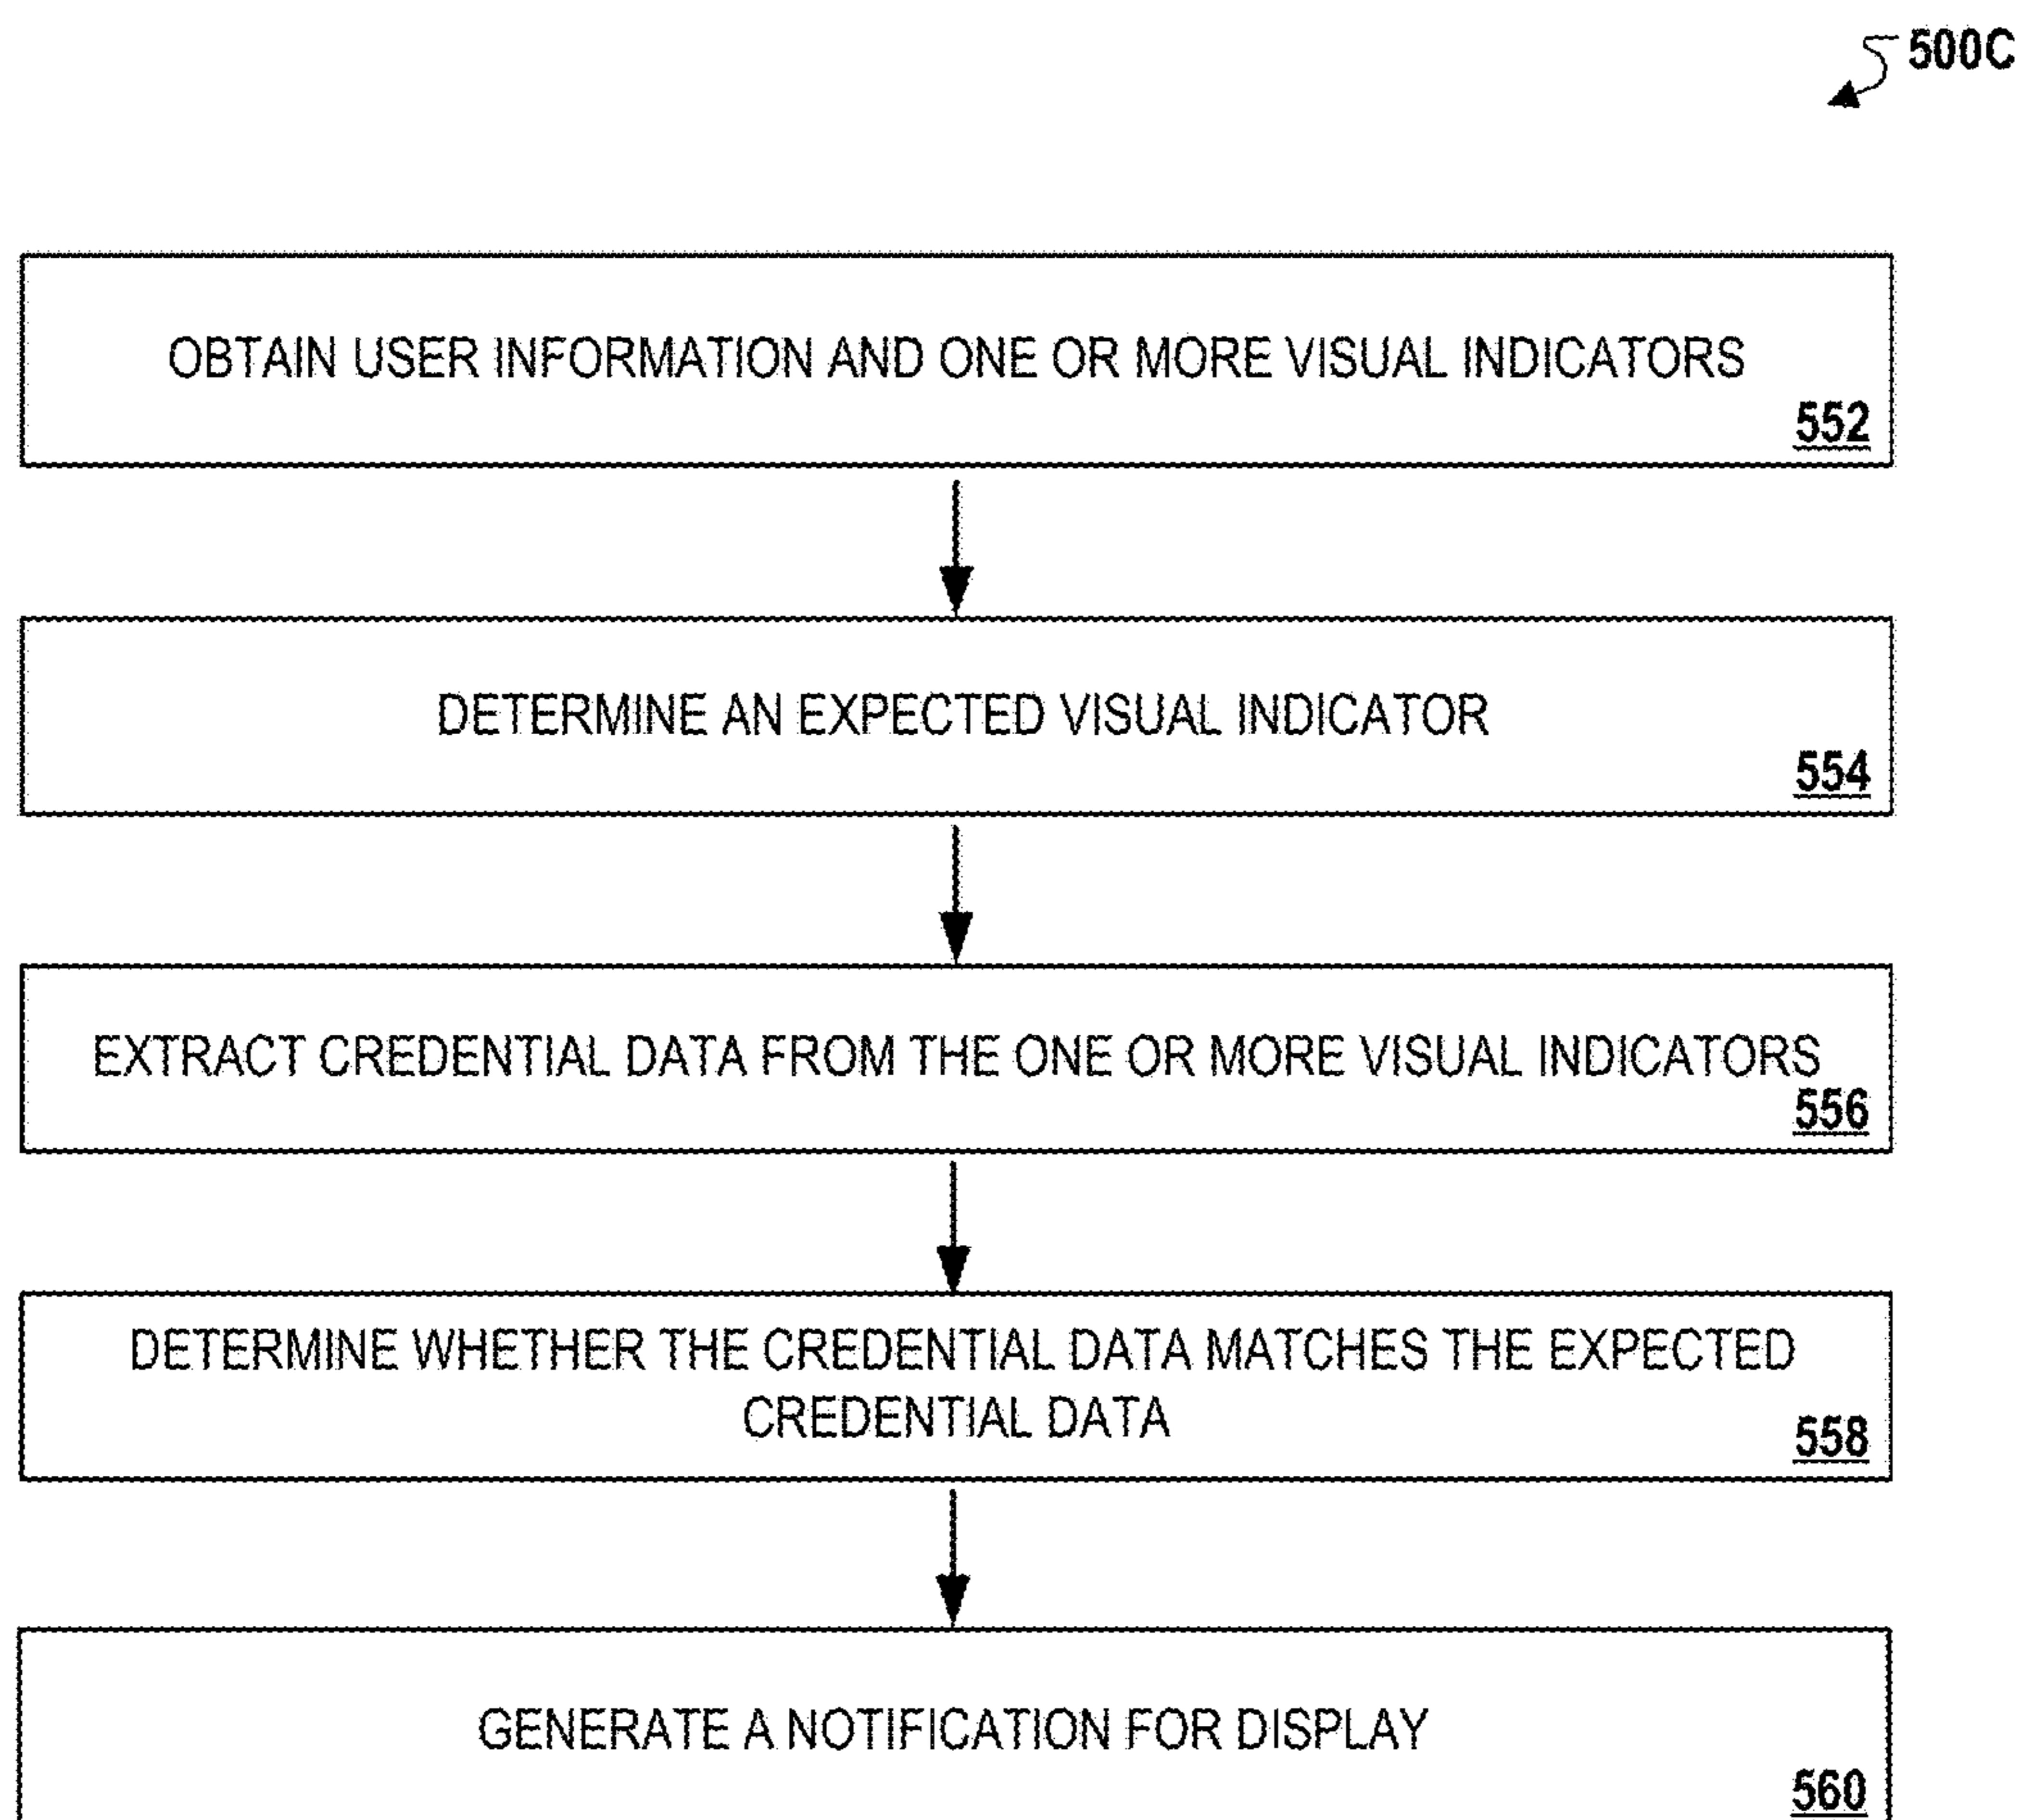 500C
OBTAIN USER INFORMATION AND ONE OR MORE VISUAL INDICATORS
552
DETERMINE AN EXPECTED VISUAL INDICATOR
554
EXTRACT CREDENTIAL DATA FROM THE ONE OR MORE VISUAL INDICATORS
556
DETERMINE WHETHER THE CREDENTIAL DATA MATCHES THE EXPECTED
CREDENTIAL DATA
558
GENERATE A NOTIFICATION FOR DISPLAY
560